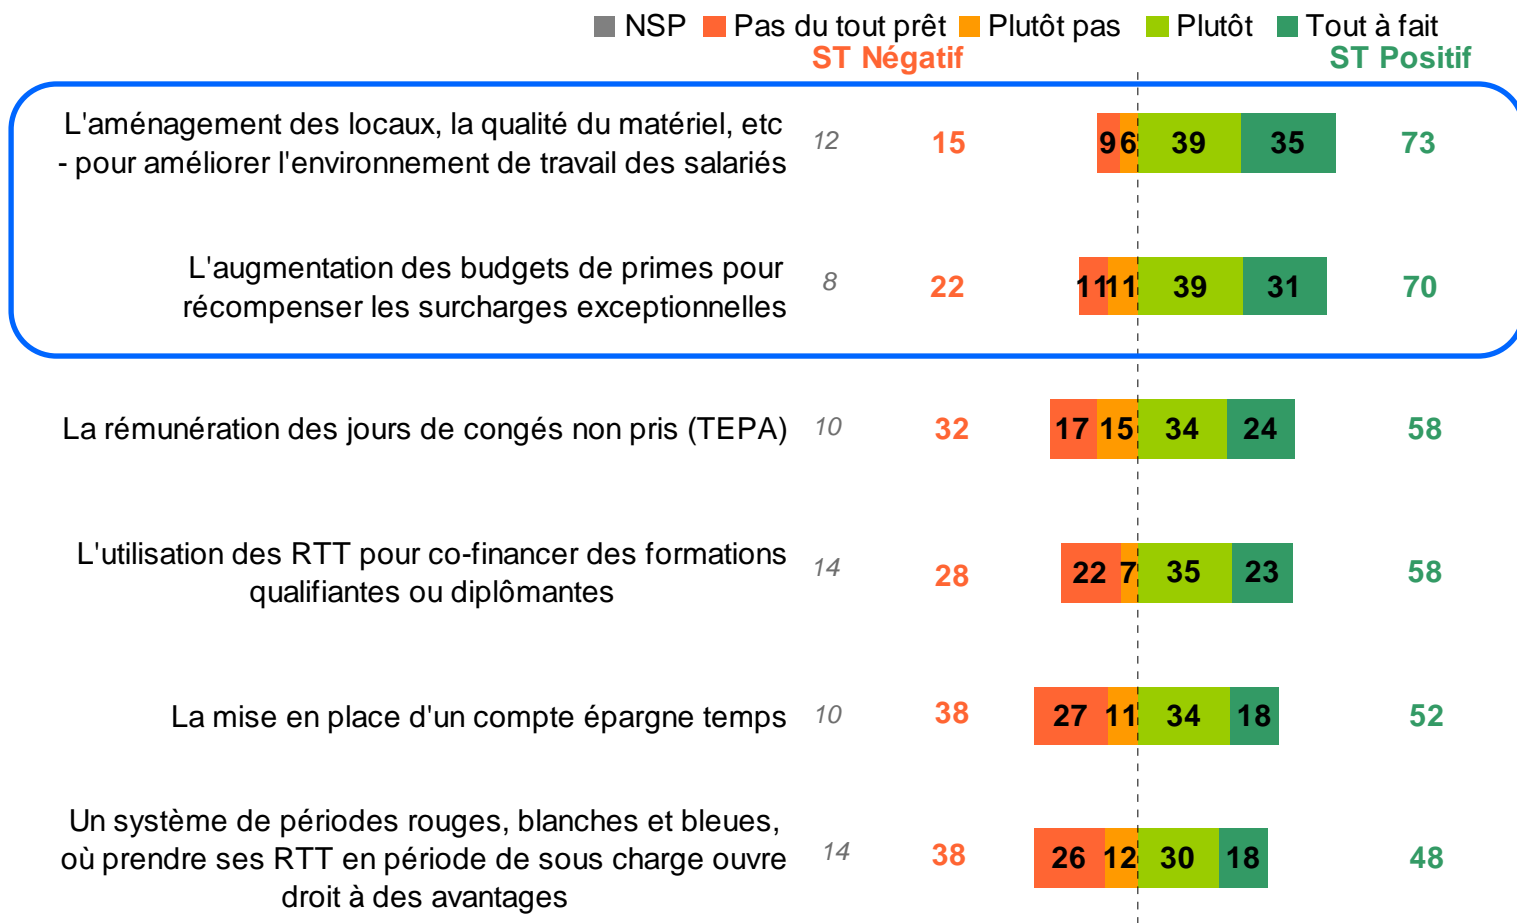 NSP Pas du tout prêt Plutôt pas Plutôt Tout à fait
ST Négatif ST Positif
L'aménagement des locaux, la qualité du matériel, etc
- pour améliorer l'environnement de travail des salariés
12 15 9 6 39 35 73
L'augmentation des budgets de primes pour
récompenser les surcharges exceptionnelles
8 22 11 11 39 31 70
La rémunération des jours de congés non pris (TEPA) 10 32 17 15 34 24 58
L'utilisation des RTT pour co-financer des formations
qualifiantes ou diplômantes
14 28 22 7 35 23 58
La mise en place d'un compte épargne temps 10 38 27 11 34 18 52
Un système de périodes rouges, blanches et bleues,
où prendre ses RTT en période de sous charge ouvre
droit à des avantages
14 38 26 12 30 18 48